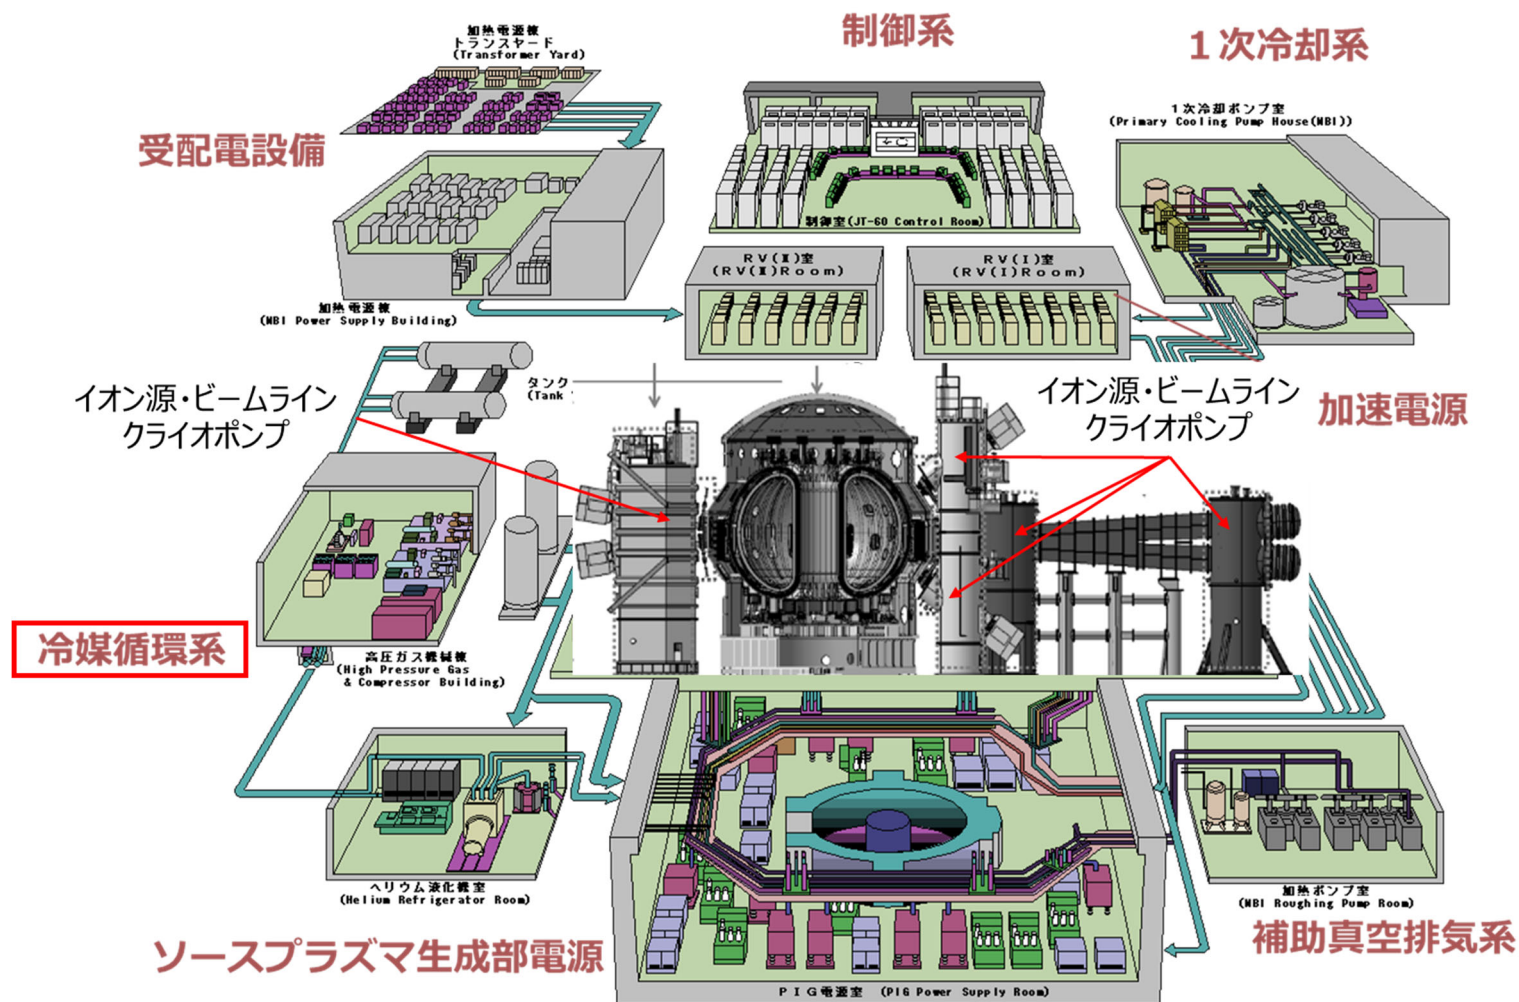 制御系
1次冷却系
加熱電源棟
トランスヤード
(Transformer Yard)
受配電設備
1次冷却ポンプ室
(Primary Cooling Pump House(NBI))
制御室(JT-60 Control Room)
RV(Ⅱ)室
(RV(Ⅱ)Room)
RV(Ⅰ)室
(RV(Ⅰ)Room)
加熱電源棟
(NBI Power Supply Building)
タンク
(Tank
イオン源・ビームライン
クライオポンプ
イオン源・ビームライン
クライオポンプ
加速電源
冷媒循環系
高圧ガス機械棟
(High Pressure Gas
& Compressor Building)
ヘリウム液化機室
(Helium Refrigerator Room)
加熱ポンプ室
(NBI Roughing Pump Room)
ソースプラズマ生成部電源
補助真空排気系
PIG電源室 (PIG Power Supply Room)